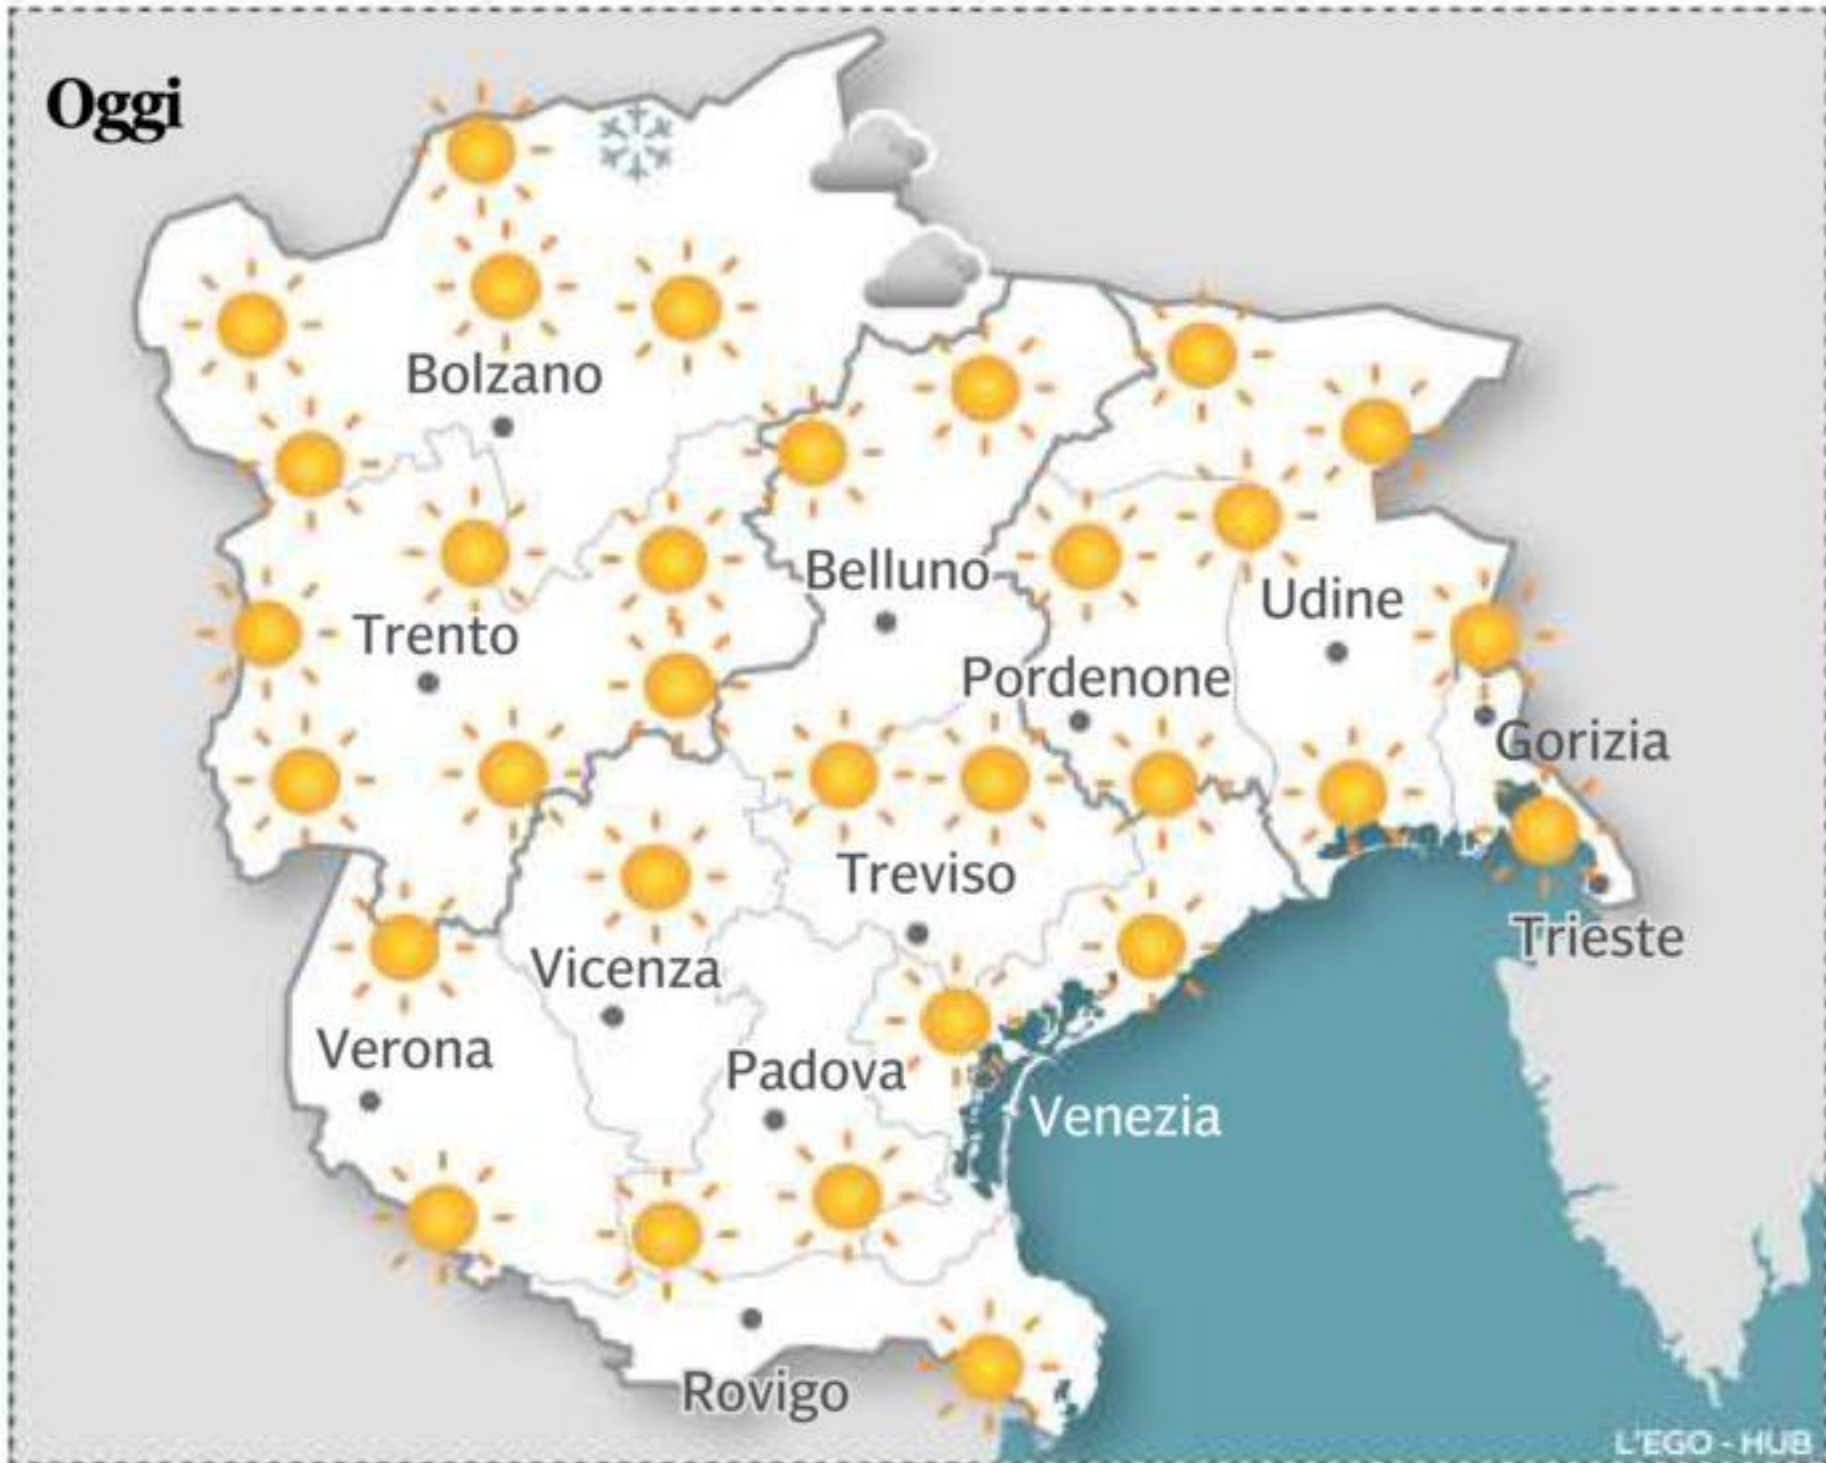 Oggi
Bolzano
Belluno
Udine
Trento
Pordenone
Gorizia
Treviso
Trieste
Vicenza
Verona
Padova
Venezia
Rovigo
L'EGO - HUB